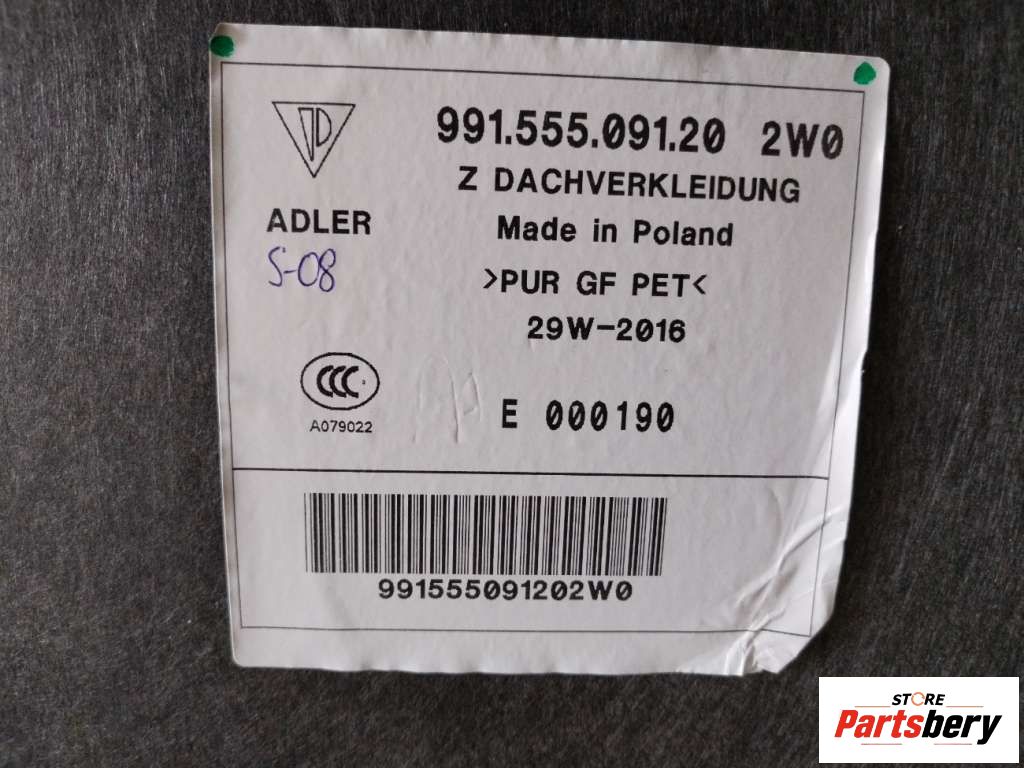 991.555.091.20 2W0
Z DACHVERKLEIDUNG
ADLER
Made in Poland
S-08
>PUR GF PET<
29W-2016
CCC
A079022
E 000190
991555091202W0
STORE
Partsbery